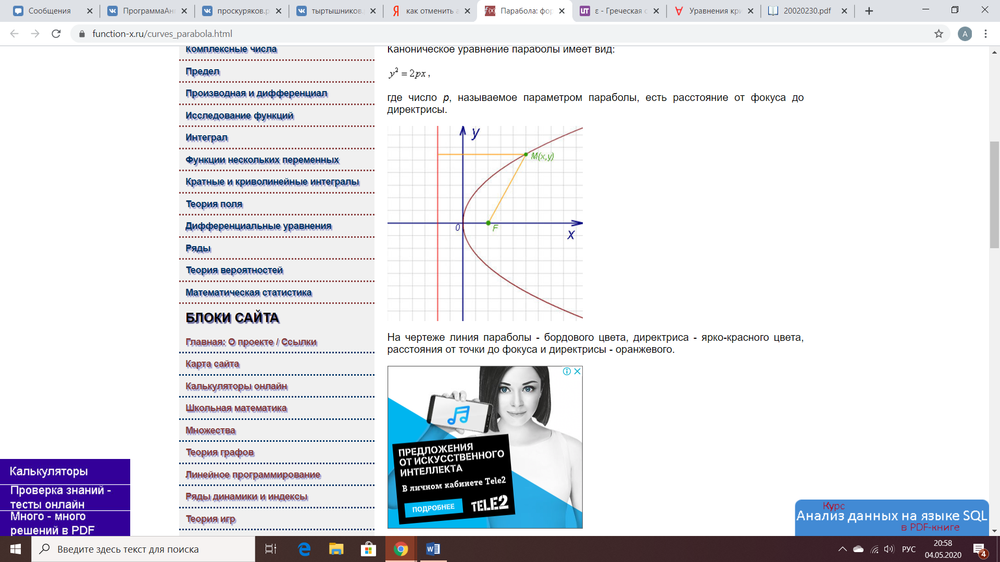 Сообщения
ПрограммаАнг
проскуряков.p
тыртышников.
как отменить а
Парабола: фор
ε - Греческая с
Уравнения кри
20020230.pdf
function-x.ru/curves_parabola.html
A
Комплексные числа
Предел
Производная и дифференциал
Исследование функций
Интеграл
Функции нескольких переменных
Кратные и криволинейные интегралы
Теория поля
Дифференциальные уравнения
Ряды
Теория вероятностей
Математическая статистика
БЛОКИ САЙТА
Главная: О проекте / Ссылки
Карта сайта
Калькуляторы онлайн
Школьная математика
Множества
Теория графов
Линейное программирование
Ряды динамики и индексы
Теория игр
Каноническое уравнение параболы имеет вид:
y² = 2px,
где число p, называемое параметром параболы, есть расстояние от фокуса до
директрисы.
y
M(x,y)
0
F
x
На чертеже линия параболы - бордового цвета, директриса - ярко-красного цвета,
расстояния от точки до фокуса и директрисы - оранжевого.
ПРЕДЛОЖЕНИЯ
ОТ ИСКУССТВЕННОГО
ИНТЕЛЛЕКТА
В личном кабинете Tele2
ПОДРОБНЕЕ
TELE2
Калькуляторы
Проверка знаний -
тесты онлайн
Много - много
решений в PDF
Курс
Анализ данных на языке SQL
в PDF-книге
Введите здесь текст для поиска
РУС
20:58
04.05.2020
4